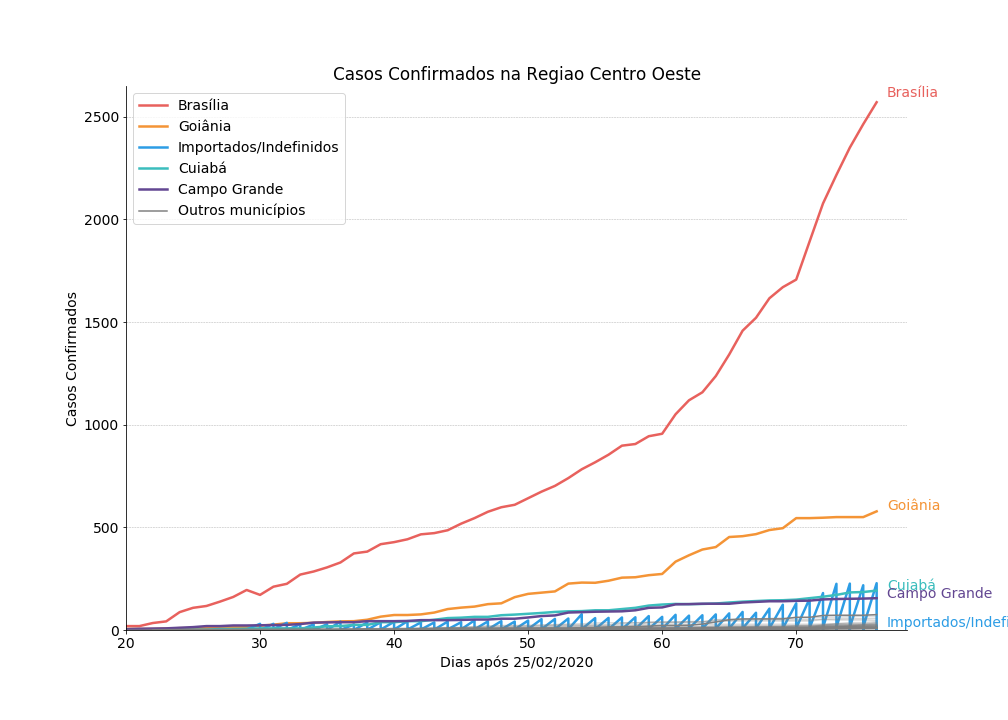 Casos Confirmados na Regiao Centro Oeste
Brasília
Goiânia
Importados/Indefinidos
Cuiabá
Campo Grande
Outros municípios
Casos Confirmados
2500
2000
1500
1000
500
0
20
30
40
50
60
70
Dias após 25/02/2020
Brasília
Goiânia
Cuiabá
Campo Grande
Importados/Indefi